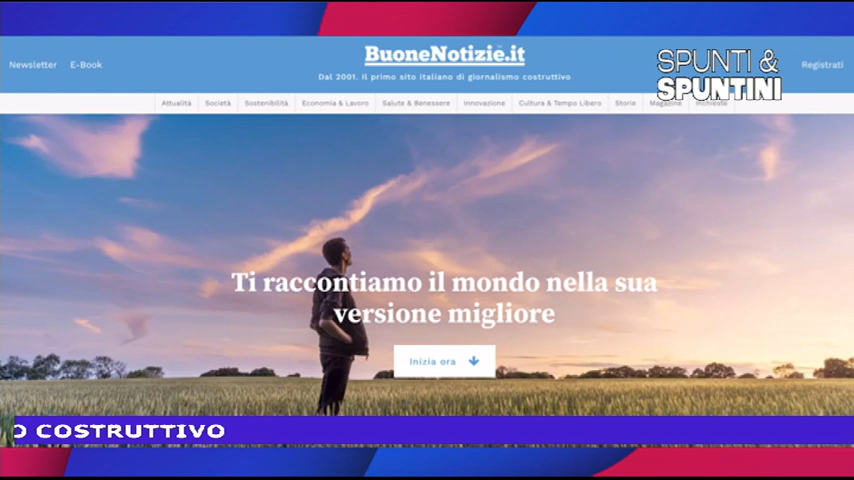 BuoneNotizie.it
Newsletter E-Book
Registrati
Dal 2001. Il primo sito italiano di giornalismo costruttivo
SPUNTI &
SPUNTINI
Attualità Società Sostenibilità Economia & Lavoro Salute & Benessere Innovazione Cultura & Tempo Libero Storie Magazine Inchieste
Ti raccontiamo il mondo nella sua
versione migliore
Inizia ora
O COSTRUTTIVO